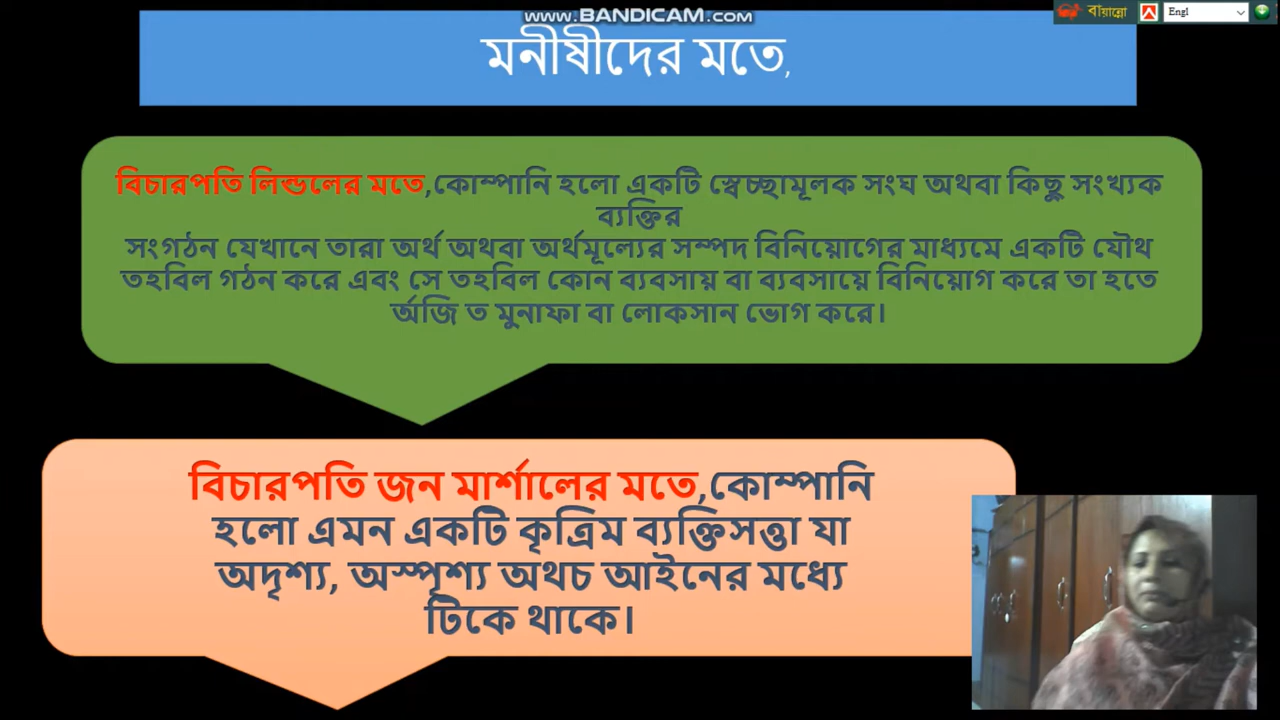 www.BANDICAM.com
বায়ান্নো
Engl
মনীষীদের মতে,
বিচারপতি লিন্ডলের মতে,কোম্পানি হলো একটি স্বেচ্ছামূলক সংঘ অথবা কিছু সংখ্যক
ব্যক্তির
সংগঠন যেখানে তারা অর্থ অথবা অর্থমূল্যের সম্পদ বিনিয়োগের মাধ্যমে একটি যৌথ
তহবিল গঠন করে এবং সে তহবিল কোন ব্যবসায় বা ব্যবসায়ে বিনিয়োগ করে তা হতে
র্অজি ত মুনাফা বা লোকসান ভোগ করে।
বিচারপতি জন মার্শালের মতে,কোম্পানি
হলো এমন একটি কৃত্রিম ব্যক্তিসত্তা যা
অদৃশ্য, অস্পৃশ্য অথচ আইনের মধ্যে
টিকে থাকে।